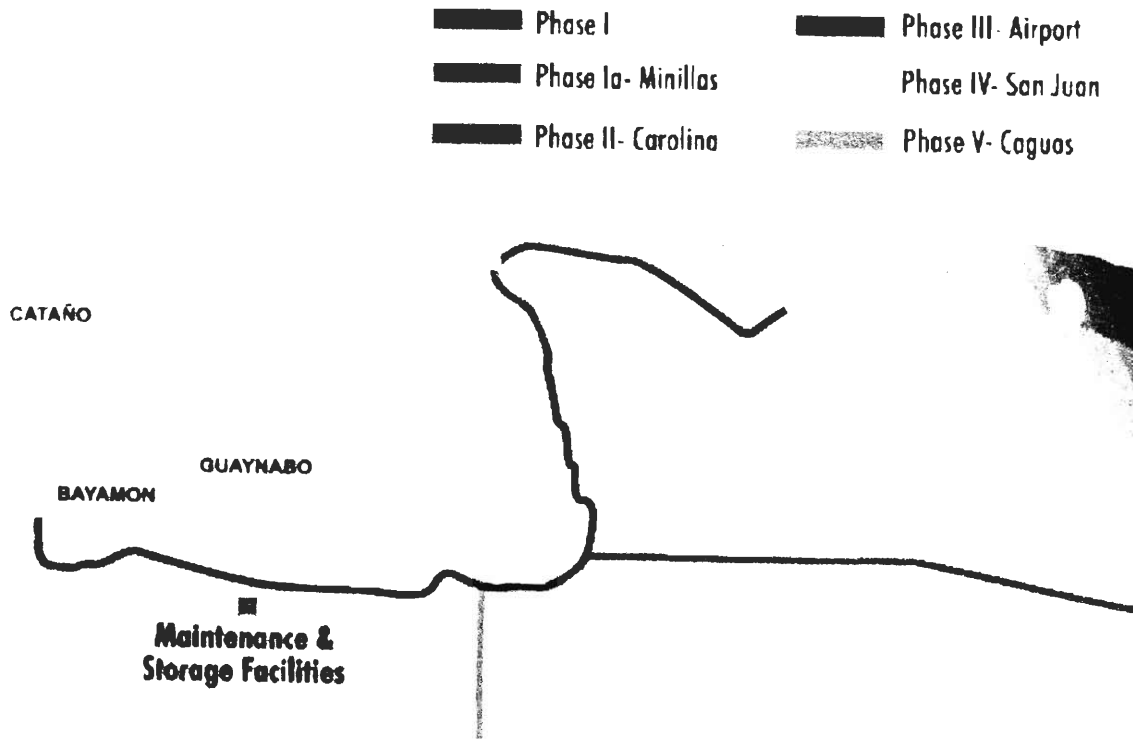 Phase I
Phase Ia- Minillas
Phase II- Carolina
Phase III- Airport
Phase IV- San Juan
Phase V- Caguas
CATAÑO
GUAYNABO
BAYAMON
Maintenance &
Storage Facilities